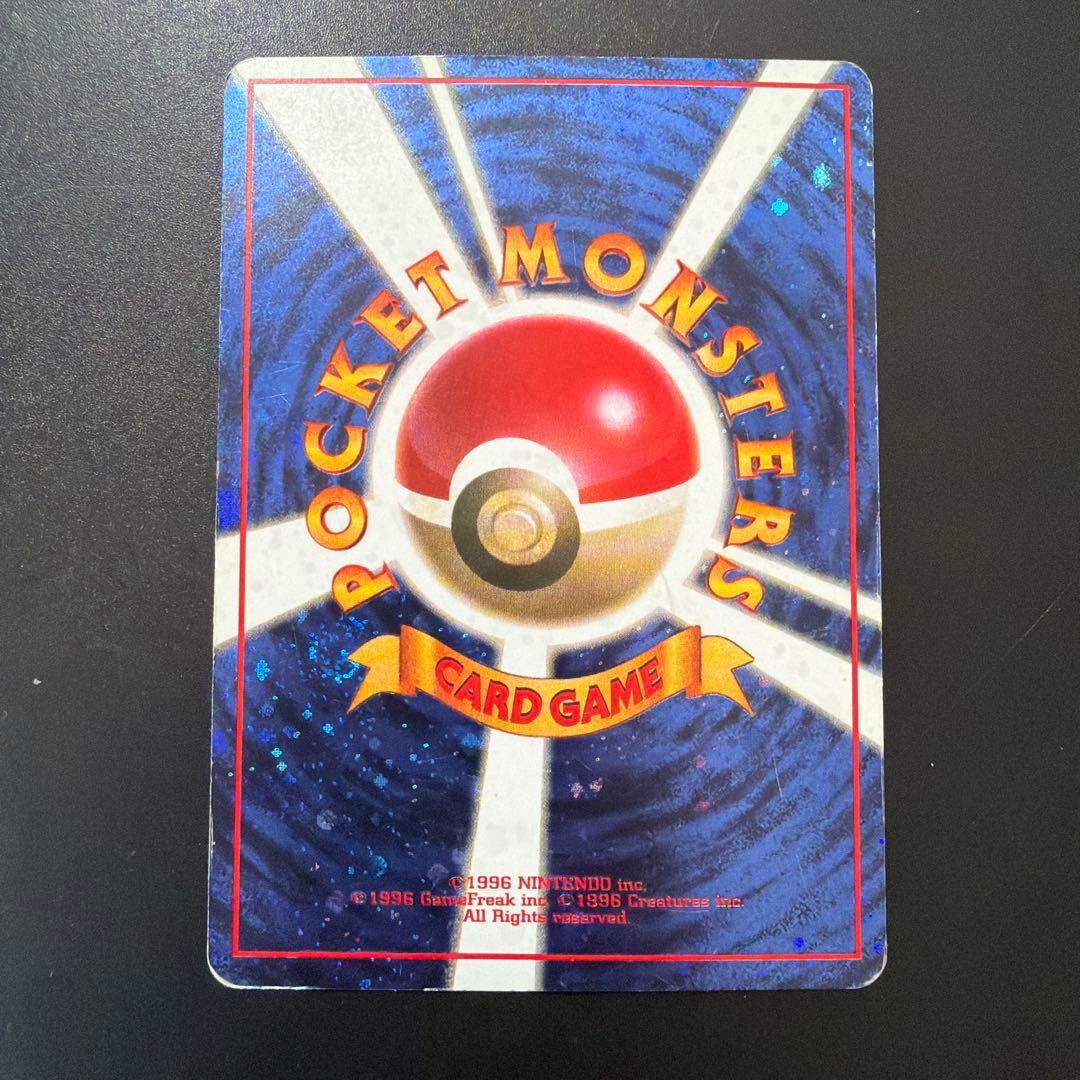 POCKET MONSTERS
CARD GAME
©1996 NINTENDO inc.
©1996 GameFreak inc. ©1996 Creatures inc.
All Rights reserved.